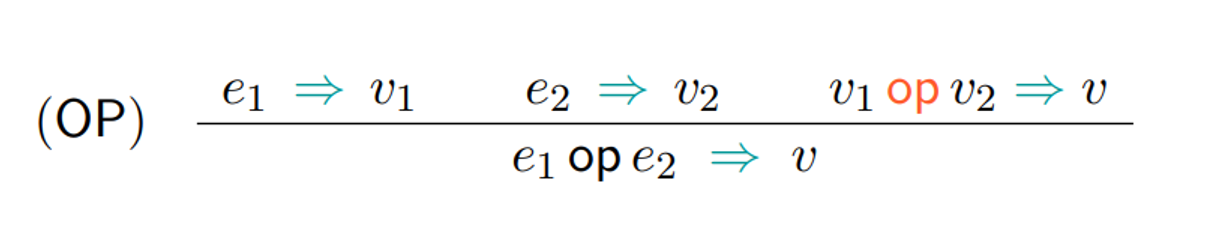 (OP) e₁ ⇒ v₁ e₂ ⇒ v₂ v₁ op v₂ ⇒ v
e₁ op e₂ ⇒ v